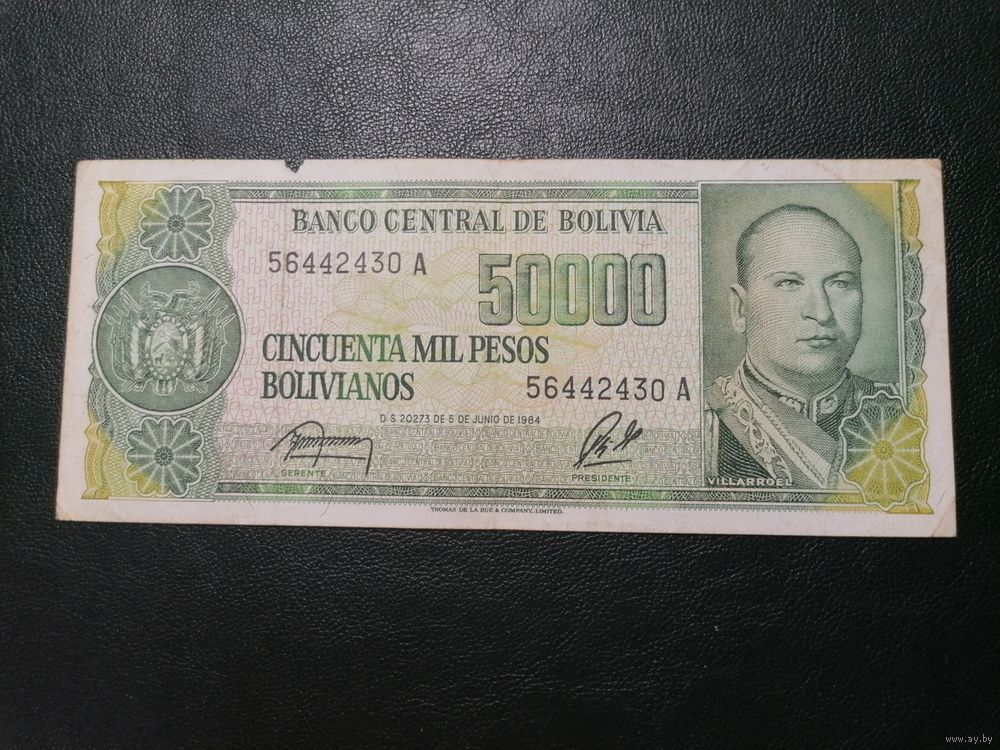 BANCO CENTRAL DE BOLIVIA
56442430 A
50000
CINCUENTA MIL PESOS
BOLIVIANOS
56442430 A
D.S. 20273 DE 5 DE JUNIO DE 1984
GERENTE
PRESIDENTE
VILLARROEL
THOMAS DE LA RUE & COMPANY, LIMITED.
www.ay.by